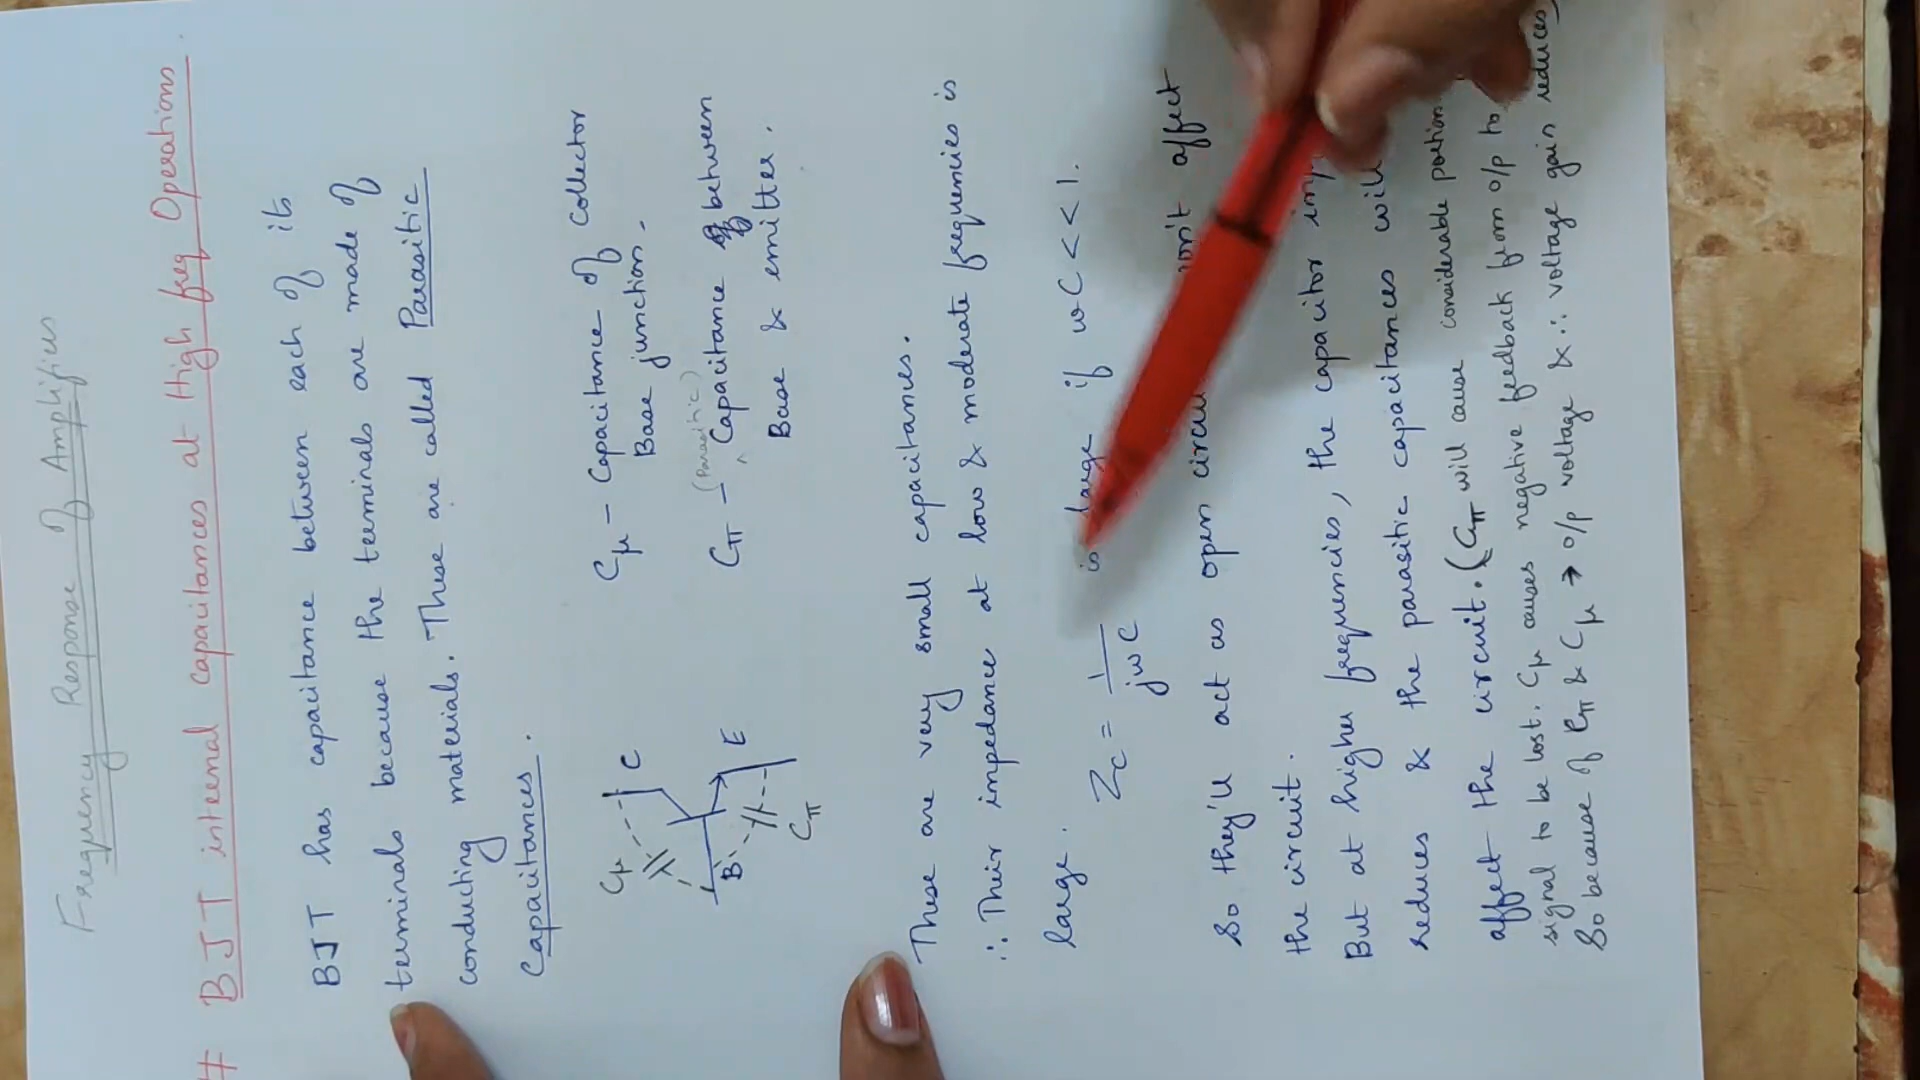 Frequency Response of Amplifiers
# BJT internal capacitances at High freq Operations
BJT has capacitance between each of its
terminals because the terminals are made of
conducting materials. These are called Parasitic
Capacitances.
Cμ - Capacitance of collector
Base junction.
(Parasitic)
Cπ - Capacitance between
Base & emitter.
Cμ
C
B
E
Cπ
These are very small capacitances.
∴ Their impedance at low & moderate frequencies is
large.
Zc = 1/jωC is large if ωC << 1.
So they'll act as open affect
the circuit.
But at higher frequencies, the capacitor
reduces & the parasitic capacitances will
affect the circuit. (Cπ will cause considerable portion
signal to be lost. Cμ causes negative feedback from o/p to
So because of Cπ & Cμ → o/p voltage & ∴ voltage gain reduces